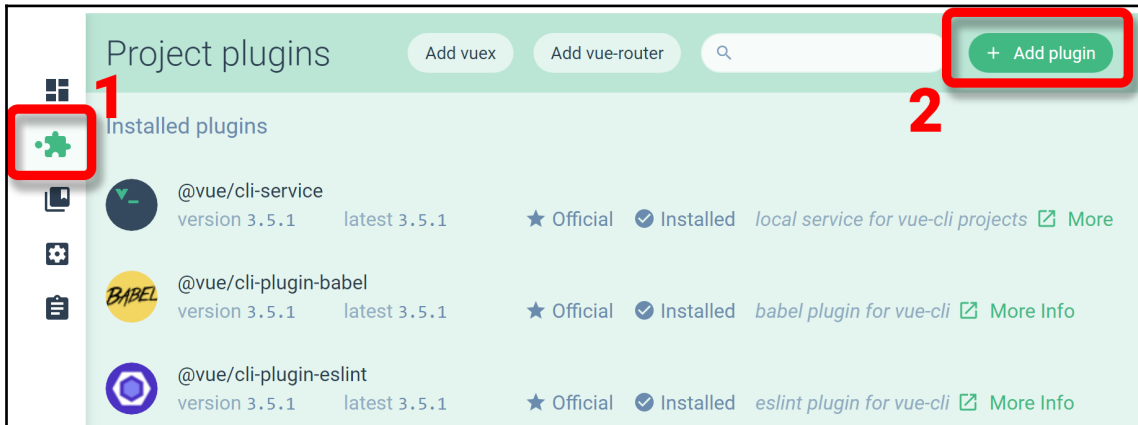 Project plugins
Add vuex
Add vue-router
+ Add plugin
1
2
Installed plugins
@vue/cli-service
version 3.5.1 latest 3.5.1 Official Installed local service for vue-cli projects More
BABEL
@vue/cli-plugin-babel
version 3.5.1 latest 3.5.1 Official Installed babel plugin for vue-cli More Info
@vue/cli-plugin-eslint
version 3.5.1 latest 3.5.1 Official Installed eslint plugin for vue-cli More Info